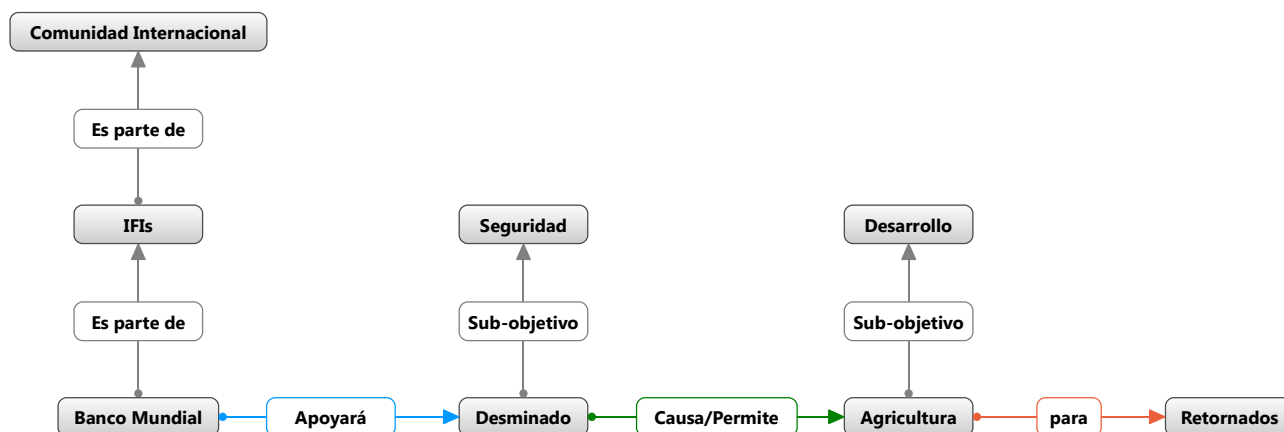 Comunidad Internacional
Es parte de
IFIs
Seguridad
Desarrollo
Es parte de
Sub-objetivo
Sub-objetivo
Banco Mundial
Apoyará
Desminado
Causa/Permite
Agricultura
para
Retornados